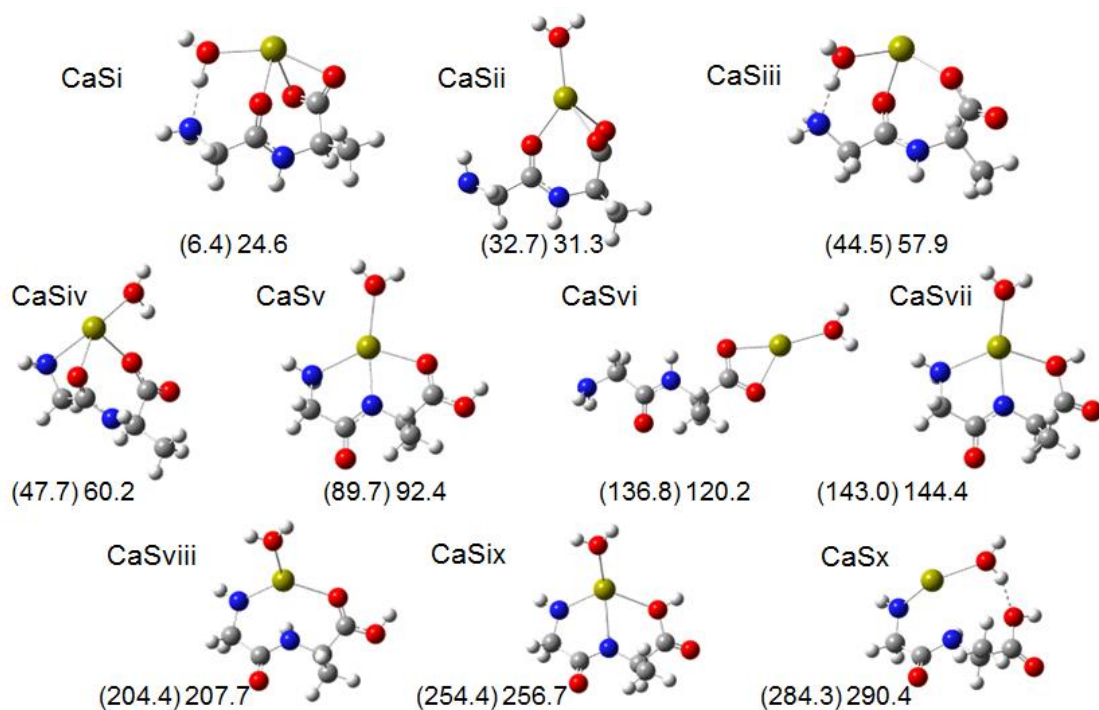 CaSi
CaSii
CaSiii
(6.4) 24.6
(32.7) 31.3
(44.5) 57.9
CaSiv
CaSv
CaSvi
CaSvii
(47.7) 60.2
(89.7) 92.4
(136.8) 120.2
(143.0) 144.4
CaSviii
CaSix
CaSx
(204.4) 207.7
(254.4) 256.7
(284.3) 290.4